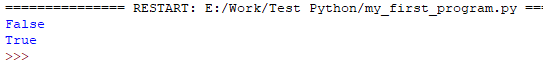 =============== RESTART: E:/Work/Test Python/my_first_program.py ===
False
True
>>>